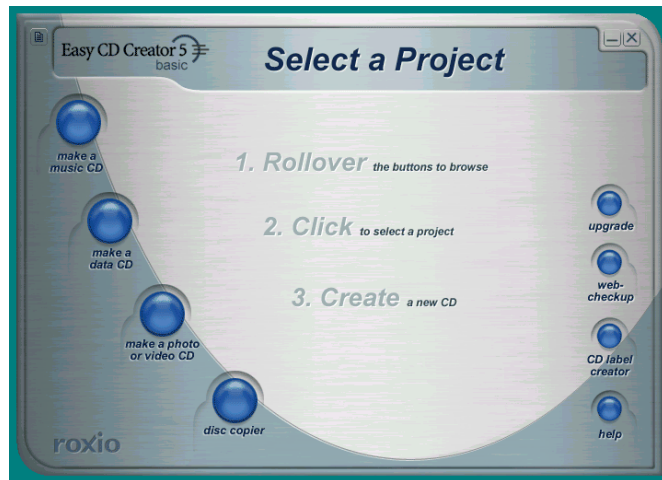 Easy CD Creator 5
basic
Select a Project
make a
music CD
1. Rollover the buttons to browse
make a
data CD
2. Click to select a project
make a photo
or video CD
3. Create a new CD
disc copier
upgrade
web-
checkup
CD label
creator
help
roxio